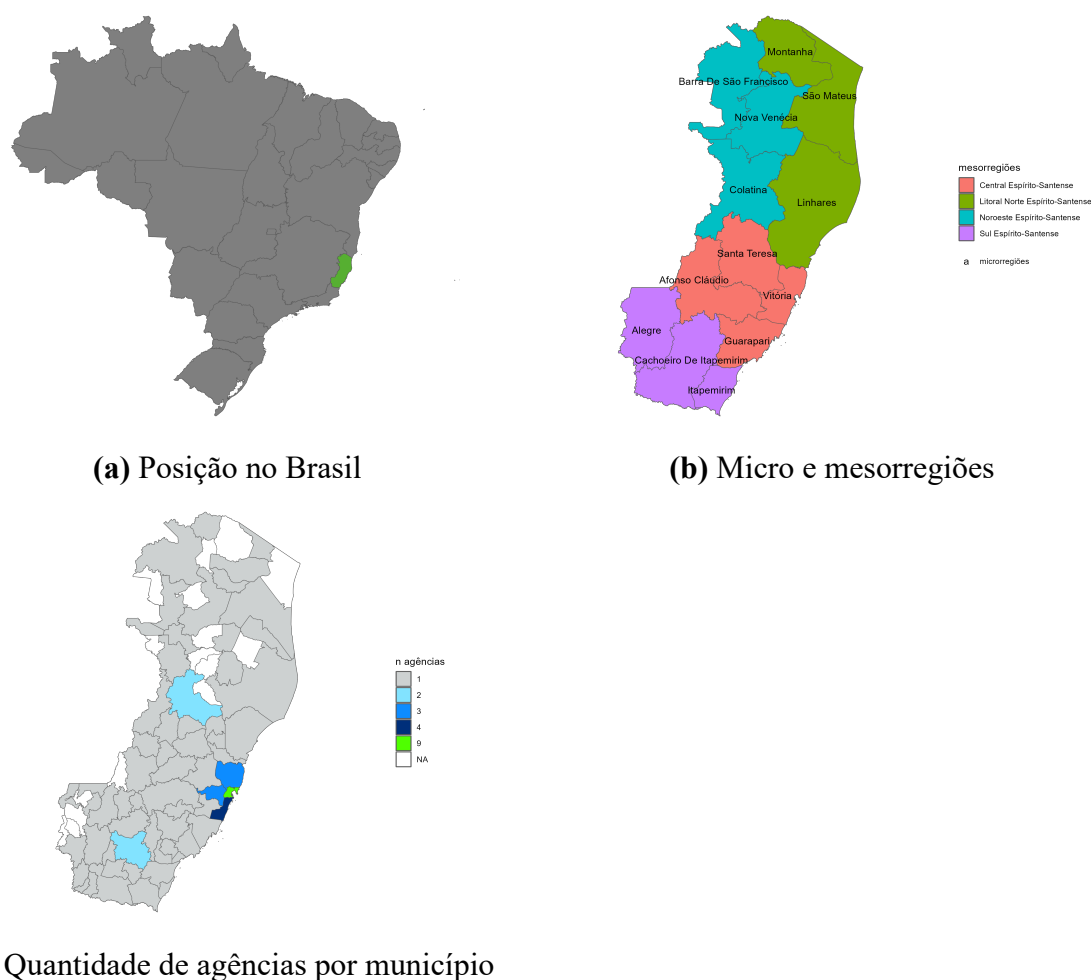 Montanha
Barra De São Francisco
São Mateus
Nova Venécia
Colatina
Linhares
Santa Teresa
Afonso Cláudio
Vitória
Alegre
Guarapari
Cachoeiro De Itapemirim
Itapemirim
mesorregiões
Central Espírito-Santense
Litoral Norte Espírito-Santense
Noroeste Espírito-Santense
Sul Espírito-Santense
a microrregiões
(a) Posição no Brasil
(b) Micro e mesorregiões
n agências
1
2
3
4
9
NA
Quantidade de agências por município